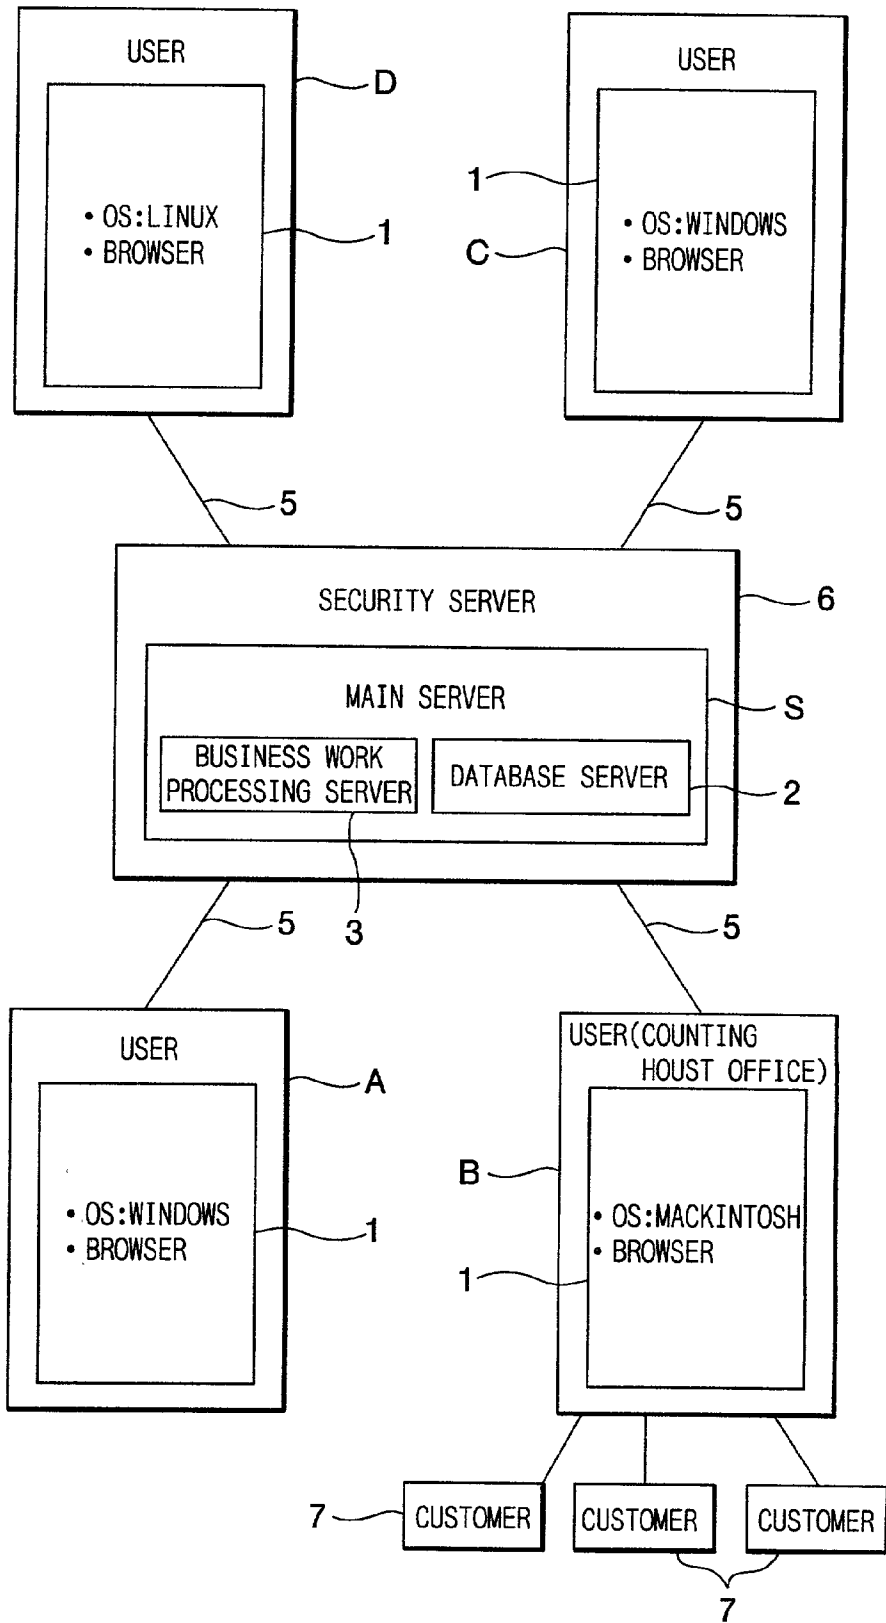 USER
D
• OS:LINUX
• BROWSER
1
USER
1
• OS:WINDOWS
• BROWSER
C
5
5
SECURITY SERVER
6
MAIN SERVER
S
BUSINESS WORK
PROCESSING SERVER
DATABASE SERVER
2
3
5
5
USER
A
• OS:WINDOWS
• BROWSER
1
USER(COUNTING
HOUST OFFICE)
B
• OS:MACKINTOSH
• BROWSER
1
7
CUSTOMER
CUSTOMER
CUSTOMER
7